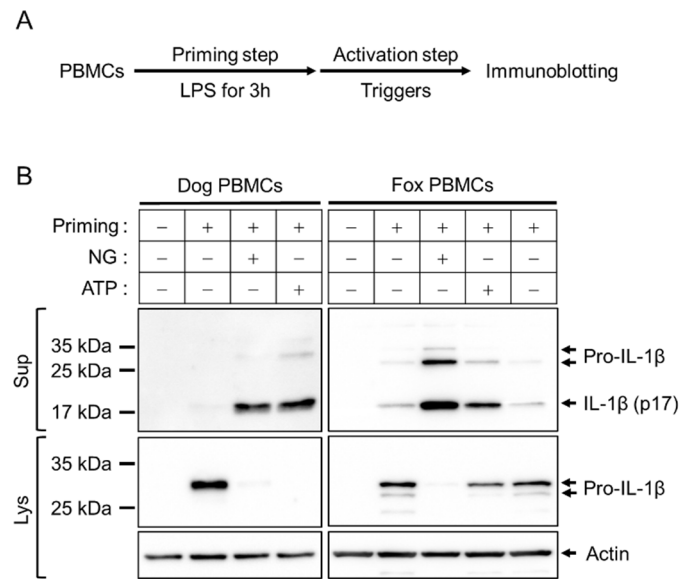 A
PBMCs Priming step Activation step Immunoblotting
LPS for 3h Triggers
B
Dog PBMCs Fox PBMCs
Priming : − + + + − + + + +
NG : − − + − − − + − −
ATP : − − − + − − − + −
Sup
35 kDa
25 kDa
17 kDa
Pro-IL-1β
IL-1β (p17)
Lys
35 kDa
25 kDa
Pro-IL-1β
Actin